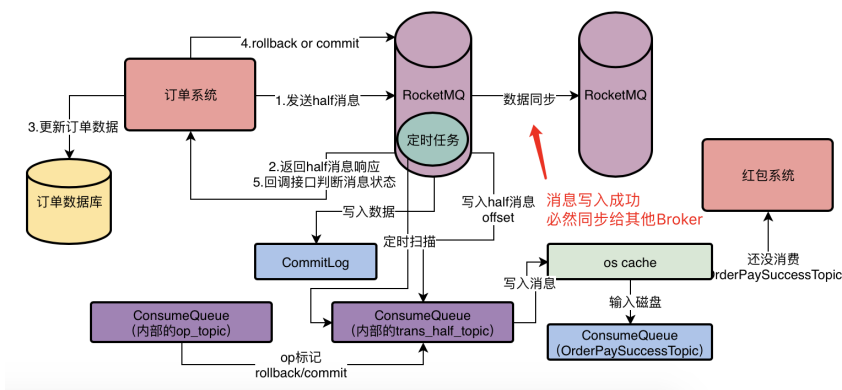 4.rollback or commit
订单系统
1.发送half消息
RocketMQ
数据同步
RocketMQ
3.更新订单数据
定时任务
2.返回half消息响应
5.回调接口判断消息状态
订单数据库
写入half消息
offset
消息写入成功
必然同步给其他Broker
红包系统
写入数据
定时扫描
CommitLog
os cache
还没消费
OrderPaySuccessTopic
写入消息
输入磁盘
ConsumeQueue
（内部的op_topic）
ConsumeQueue
（内部的trans_half_topic）
ConsumeQueue
（OrderPaySuccessTopic）
op标记
rollback/commit